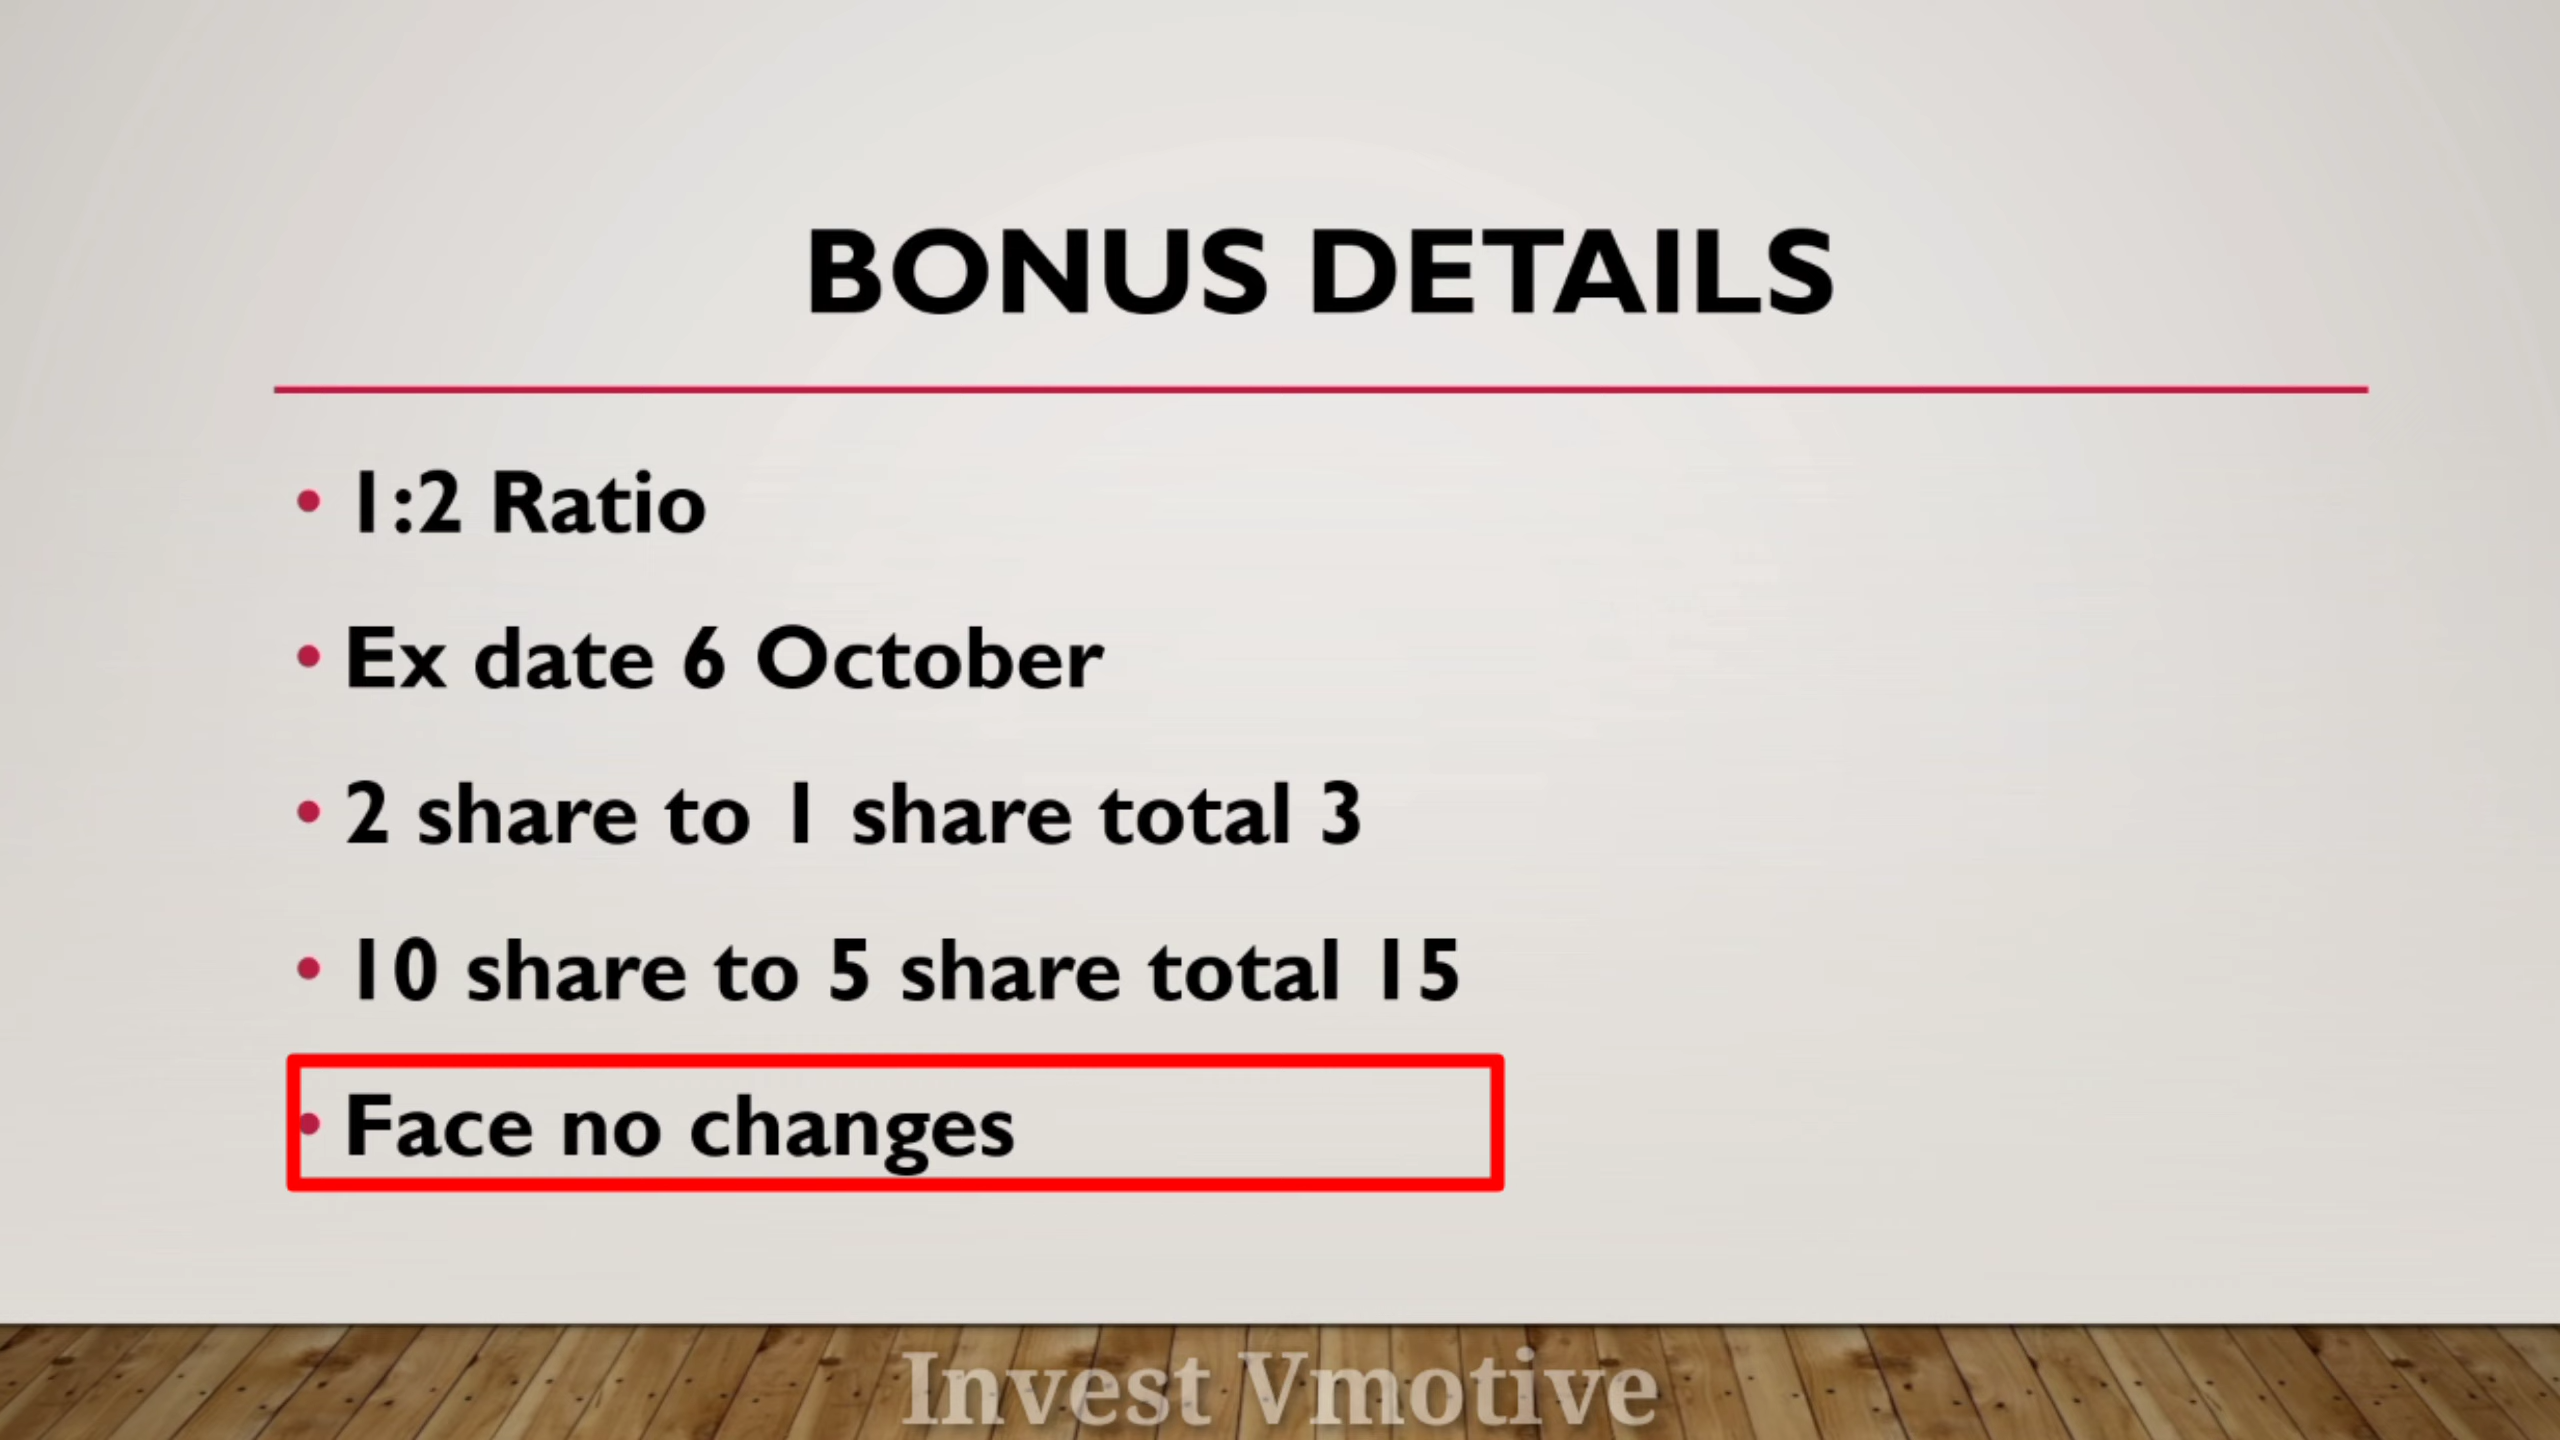 BONUS DETAILS
• 1:2 Ratio
• Ex date 6 October
• 2 share to 1 share total 3
• 10 share to 5 share total 15
• Face no changes
Invest Vmotive